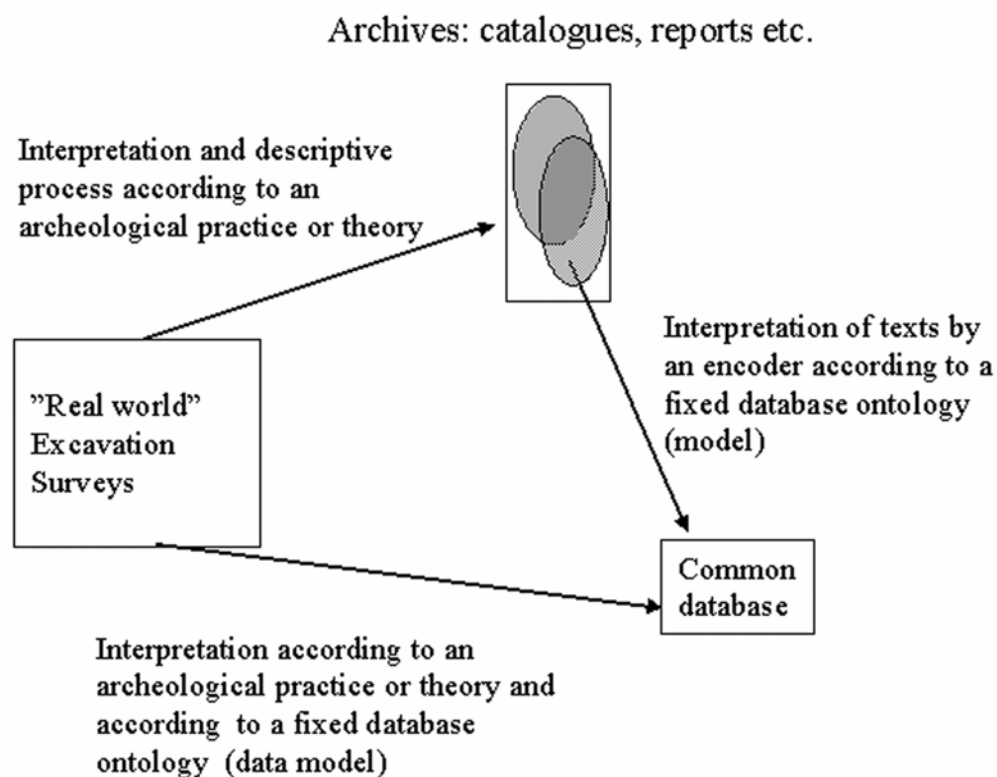 Archives: catalogues, reports etc.
Interpretation and descriptive
process according to an
archeological practice or theory
Interpretation of texts by
an encoder according to a
fixed database ontology
(model)
”Real world”
Excavation
Surveys
Common
database
Interpretation according to an
archeological practice or theory and
according to a fixed database
ontology (data model)